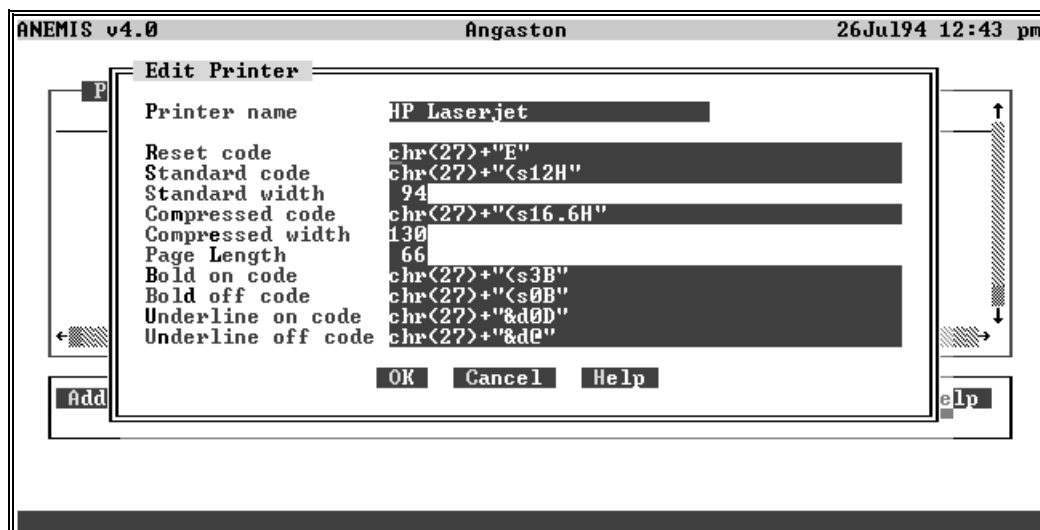 ANEMIS v4.0 Angaston 26Jul94 12:43 pm
Edit Printer
P
Printer name HP Laserjet
Reset code chr(27)+"E"
Standard code chr(27)+"(s12H"
Standard width 94
Compressed code chr(27)+"(s16.6H"
Compressed width 130
Page Length 66
Bold on code chr(27)+"(s3B"
Bold off code chr(27)+"(s0B"
Underline on code chr(27)+"&d0D"
Underline off code chr(27)+"&d@"
OK Cancel Help
Add elp